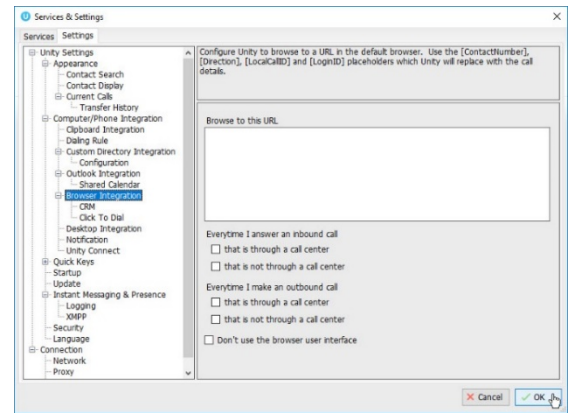 Services & Settings
Services Settings
Unity Settings
Appearance
Contact Search
Contact Display
Current Calls
Transfer History
Computer/Phone Integration
Clipboard Integration
Dialing Rule
Custom Directory Integration
Configuration
Outlook Integration
Shared Calendar
Browser Integration
CRM
Click To Dial
Desktop Integration
Notification
Unity Connect
Quick Keys
Startup
Update
Instant Messaging & Presence
Logging
XMPP
Security
Language
Connection
Network
Proxy
Configure Unity to browse to a URL in the default browser. Use the [ContactNumber],
[Direction], [LocalCallID] and [LoginID] placeholders which Unity will replace with the call
details.
Browse to this URL
Everytime I answer an inbound call
that is through a call center
that is not through a call center
Everytime I make an outbound call
that is through a call center
that is not through a call center
Don't use the browser user interface
Cancel OK